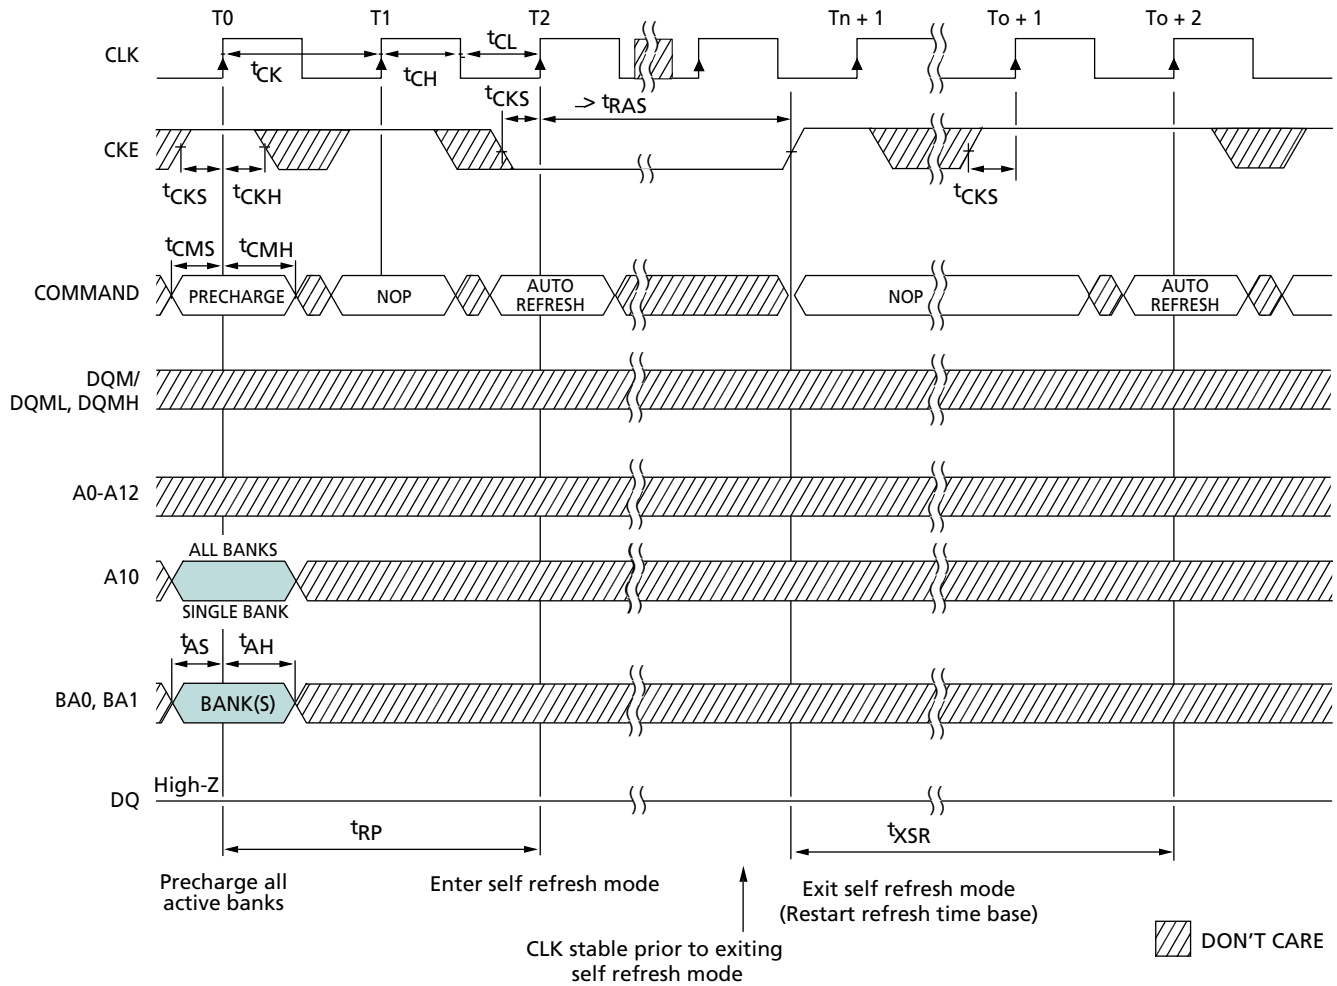 T0 T1 T2 Tn + 1 To + 1 To + 2
CLK
tCK
tCH
tCL
tCKS
–> tRAS
CKE
tCKS
tCKH
tCKS
tCMS
tCMH
COMMAND
PRECHARGE
NOP
AUTO
REFRESH
NOP
AUTO
REFRESH
DQM/
DQML, DQMH
A0-A12
ALL BANKS
A10
SINGLE BANK
tAS
tAH
BA0, BA1
BANK(S)
High-Z
DQ
tRP
tXSR
Precharge all
active banks
Enter self refresh mode
CLK stable prior to exiting
self refresh mode
Exit self refresh mode
(Restart refresh time base)
DON'T CARE